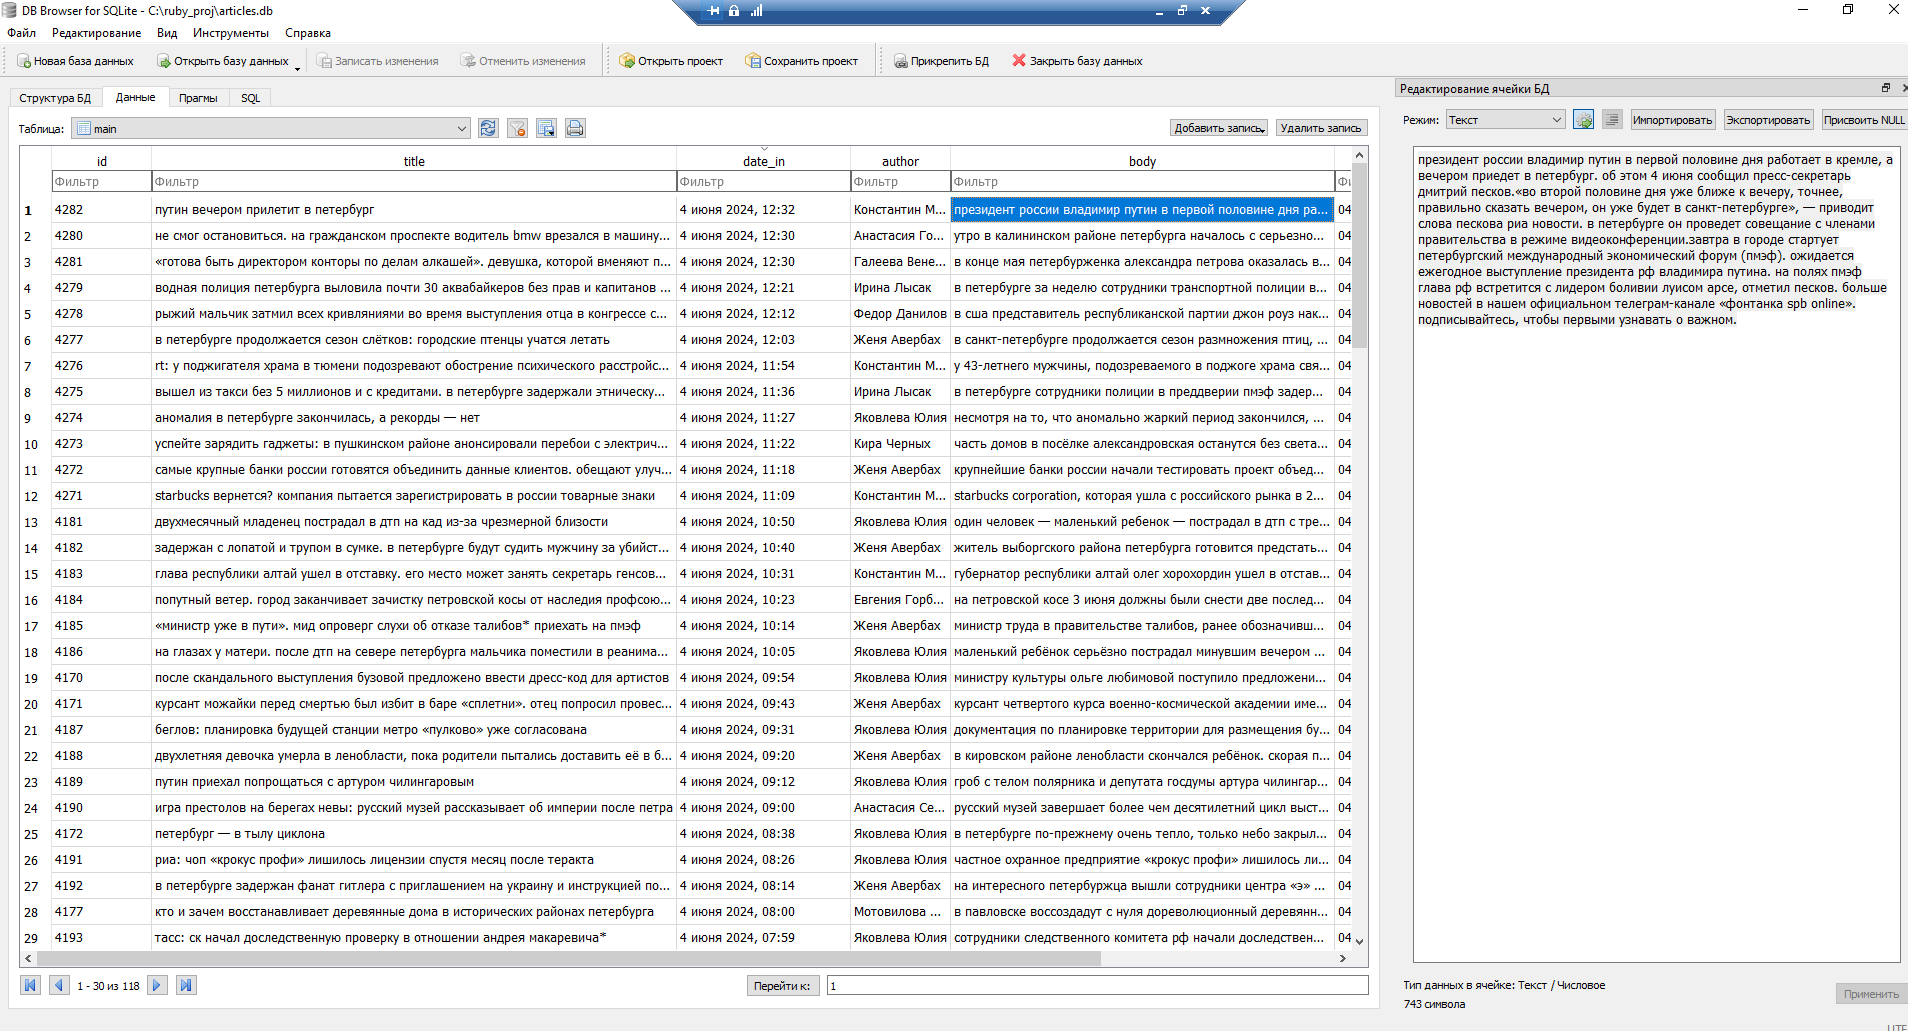 DB Browser for SQLite - C:\ruby_proj\articles.db
Файл Редактирование Вид Инструменты Справка
Новая база данных Открыть базу данных Записать изменения Отменить изменения Открыть проект Сохранить проект Прикрепить БД Закрыть базу данных
Структура БД Данные Прагмы SQL
Таблица: main Добавить запись Удалить запись
id title date_in author body
Фильтр Фильтр Фильтр Фильтр Фильтр
1 4282 путин вечером прилетит в петербург 4 июня 2024, 12:32 Константин М... президент россии владимир путин в первой половине дня ра... 04
2 4280 не смог остановиться. на гражданском проспекте водитель bmw врезался в машину... 4 июня 2024, 12:30 Анастасия Го... утро в калининском районе петербурга началось с серьезно... 04
3 4281 «готова быть директором конторы по делам алкашей». девушка, которой вменяют п... 4 июня 2024, 12:30 Галеева Вене... в конце мая петербурженка александра петрова оказалась в... 04
4 4279 водная полиция петербурга выловила почти 30 аквабайкеров без прав и капитанов ... 4 июня 2024, 12:21 Ирина Лысак в петербурге за неделю сотрудники транспортной полиции в... 04
5 4278 рыжий мальчик затмил всех кривляниями во время выступления отца в конгрессе с... 4 июня 2024, 12:12 Федор Данилов в сша представитель республиканской партии джон роуз нак... 04
6 4277 в петербурге продолжается сезон слётков: городские птенцы учатся летать 4 июня 2024, 12:03 Женя Авербах в санкт-петербурге продолжается сезон размножения птиц, ... 04
7 4276 rt: у поджигателя храма в тюмени подозревают обострение психического расстройс... 4 июня 2024, 11:54 Константин М... у 43-летнего мужчины, подозреваемого в поджоге храма свя... 04
8 4275 вышел из такси без 5 миллионов и с кредитами. в петербурге задержали этническу... 4 июня 2024, 11:36 Ирина Лысак в петербурге сотрудники полиции в преддверии пмэф задер... 04
9 4274 аномалия в петербурге закончилась, а рекорды — нет 4 июня 2024, 11:27 Яковлева Юлия несмотря на то, что аномально жаркий период закончился, ... 04
10 4273 успейте зарядить гаджеты: в пушкинском районе анонсировали перебои с электрич... 4 июня 2024, 11:22 Кира Черных часть домов в посёлке александровская останутся без света... 04
11 4272 самые крупные банки россии готовятся объединить данные клиентов. обещают улуч... 4 июня 2024, 11:18 Женя Авербах крупнейшие банки россии начали тестировать проект объед... 04
12 4271 starbucks вернется? компания пытается зарегистрировать в россии товарные знаки 4 июня 2024, 11:09 Константин М... starbucks corporation, которая ушла с российского рынка в 2... 04
13 4181 двухмесячный младенец пострадал в дтп на кад из-за чрезмерной близости 4 июня 2024, 10:50 Яковлева Юлия один человек — маленький ребенок — пострадал в дтп с тре... 04
14 4182 задержан с лопатой и трупом в сумке. в петербурге будут судить мужчину за убийст... 4 июня 2024, 10:40 Женя Авербах житель выборгского района петербурга готовится предстать... 04
15 4183 глава республики алтай ушел в отставку. его место может занять секретарь генсов... 4 июня 2024, 10:31 Константин М... губернатор республики алтай олег хорохордин ушел в отстав... 04
16 4184 попутный ветер. город заканчивает зачистку петровской косы от наследия профсою... 4 июня 2024, 10:23 Евгения Горб... на петровской косе 3 июня должны были снести две послед... 04
17 4185 «министр уже в пути». мид опроверг слухи об отказе талибов* приехать на пмэф 4 июня 2024, 10:14 Женя Авербах министр труда в правительстве талибов, ранее обозначивш... 04
18 4186 на глазах у матери. после дтп на севере петербурга мальчика поместили в реанима... 4 июня 2024, 10:05 Яковлева Юлия маленький ребёнок серьёзно пострадал минувшим вечером ... 04
19 4170 после скандального выступления бузовой предложено ввести дресс-код для артистов 4 июня 2024, 09:54 Яковлева Юлия министру культуры ольге любимовой поступило предложени... 04
20 4171 курсант можайки перед смертью был избит в баре «сплетни». отец попросил провес... 4 июня 2024, 09:43 Женя Авербах курсант четвертого курса военно-космической академии име... 04
21 4187 беглов: планировка будущей станции метро «пулково» уже согласована 4 июня 2024, 09:31 Яковлева Юлия документация по планировке территории для размещения бу... 04
22 4188 двухлетняя девочка умерла в ленобласти, пока родители пытались доставить её в б... 4 июня 2024, 09:20 Женя Авербах в кировском районе ленобласти скончался ребёнок. скорая п... 04
23 4189 путин приехал попрощаться с артуром чилингаровым 4 июня 2024, 09:12 Яковлева Юлия гроб с телом полярника и депутата госдумы артура чилингар... 04
24 4190 игра престолов на берегах невы: русский музей рассказывает об империи после петра 4 июня 2024, 09:00 Анастасия Се... русский музей завершает более чем десятилетний цикл выст... 04
25 4172 петербург — в тылу циклона 4 июня 2024, 08:38 Яковлева Юлия в петербурге по-прежнему очень тепло, только небо закрыл... 04
26 4191 риа: чоп «крокус профи» лишилось лицензии спустя месяц после теракта 4 июня 2024, 08:26 Яковлева Юлия частное охранное предприятие «крокус профи» лишилось ли... 04
27 4192 в петербурге задержан фанат гитлера с приглашением на украину и инструкцией по... 4 июня 2024, 08:14 Женя Авербах на интересного петербуржца вышли сотрудники центра «э» ... 04
28 4177 кто и зачем восстанавливает деревянные дома в исторических районах петербурга 4 июня 2024, 08:00 Мотовилова ... в павловске воссоздадут с нуля дореволюционный деревянн... 04
29 4193 тасс: ск начал доследственную проверку в отношении андрея макаревича* 4 июня 2024, 07:59 Яковлева Юлия сотрудники следственного комитета рф начали доследствен... 04
1 - 30 из 118 Перейти к: 1
Редактирование ячейки БД
Режим: Текст Импортировать Экспортировать Присвоить NULL
президент россии владимир путин в первой половине дня работает в кремле, а
вечером приедет в петербург. об этом 4 июня сообщил пресс-секретарь
дмитрий песков.«во второй половине дня уже ближе к вечеру, точнее,
правильно сказать вечером, он уже будет в санкт-петербурге», — приводит
слова пескова риа новости. в петербурге он проведет совещание с членами
правительства в режиме видеоконференции.завтра в городе стартует
петербургский международный экономический форум (пмэф). ожидается
ежегодное выступление президента рф владимира путина. на полях пмэф
глава рф встретится с лидером боливии луисом арсе, отметил песков. больше
новостей в нашем официальном телеграм-канале «фонтанка spb online».
подписывайтесь, чтобы первыми узнавать о важном.
Тип данных в ячейке: Текст / Числовое
743 символа
Применить